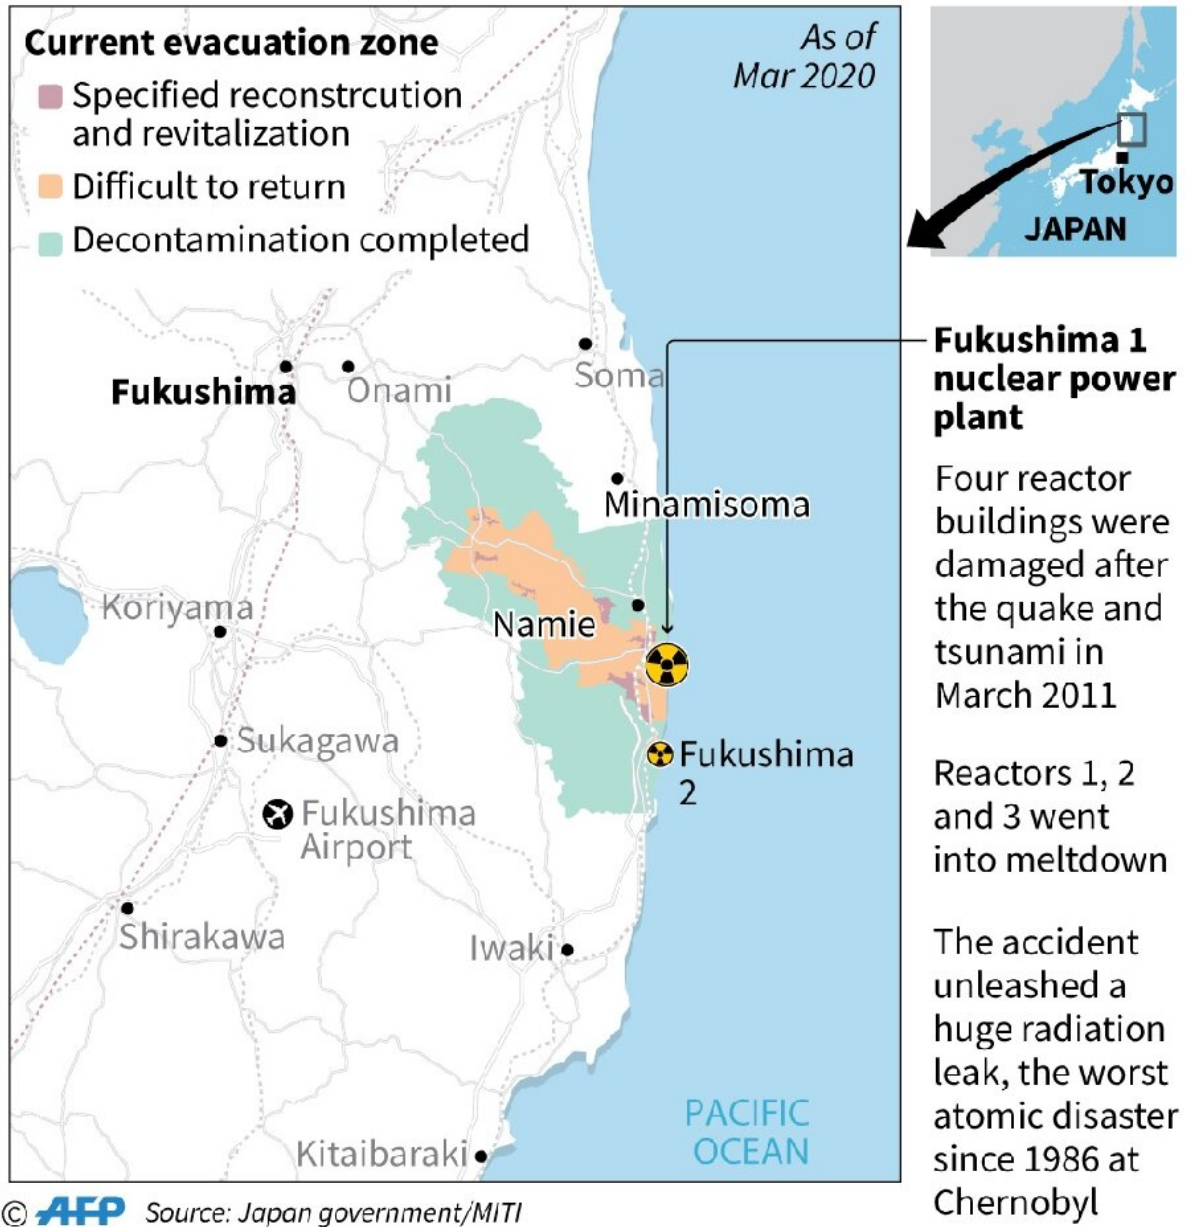 Current evacuation zone
Specified reconstrcution
and revitalization
Difficult to return
Decontamination completed
As of
Mar 2020
Tokyo
JAPAN
Fukushima
Onami
Soma
Minamisoma
Koriyama
Namie
Sukagawa
Fukushima
2
Fukushima
Airport
Shirakawa
Iwaki
PACIFIC
OCEAN
Kitaibaraki
Fukushima 1
nuclear power
plant
Four reactor
buildings were
damaged after
the quake and
tsunami in
March 2011
Reactors 1, 2
and 3 went
into meltdown
The accident
unleashed a
huge radiation
leak, the worst
atomic disaster
since 1986 at
Chernobyl
© AFP Source: Japan government/MITI